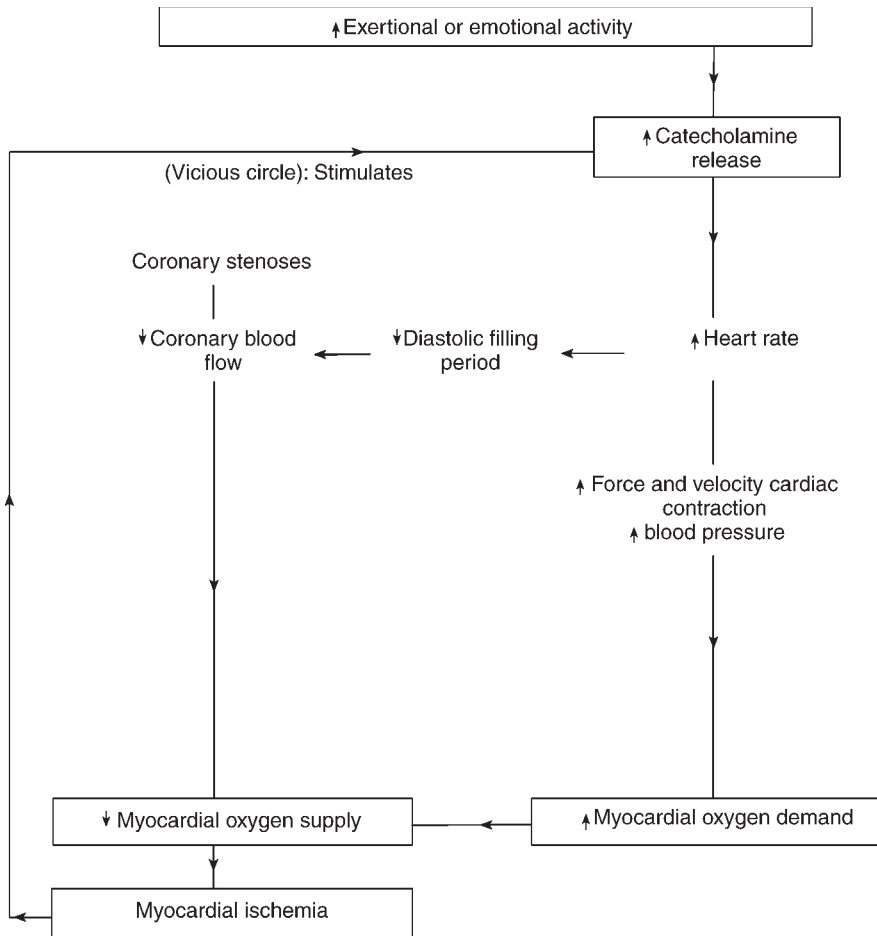 ↑Exertional or emotional activity
↑Catecholamine
release
(Vicious circle): Stimulates
Coronary stenoses
↓Coronary blood
flow
↓Diastolic filling
period
↑Heart rate
↑Force and velocity cardiac
contraction
↑blood pressure
↓Myocardial oxygen supply
↑Myocardial oxygen demand
Myocardial ischemia